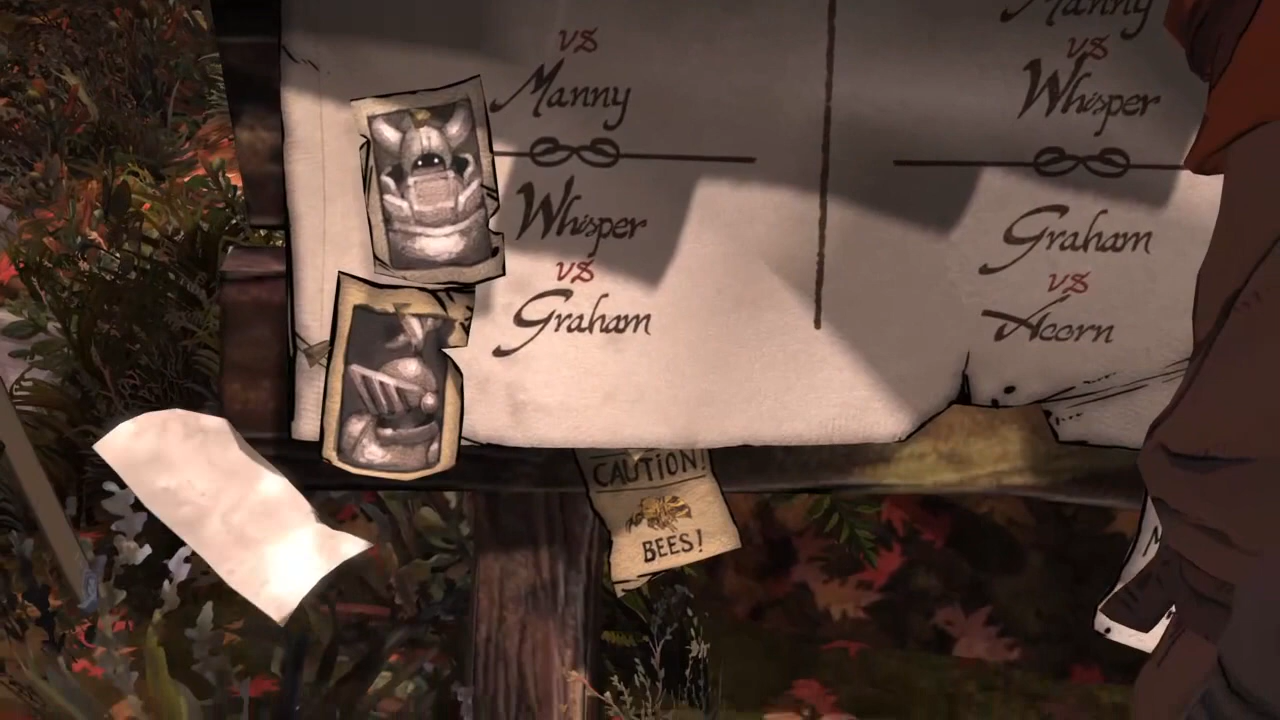 vs
Manny
Whisper
vs
Graham
Manny
vs
Whisper
Graham
vs
Acorn
CAUTION!
BEES!